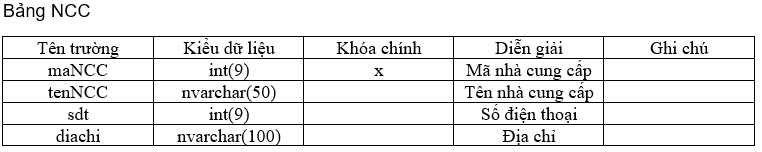 Bảng NCC
Tên trường Kiểu dữ liệu Khóa chính Diễn giải Ghi chú
maNCC int(9) x Mã nhà cung cấp
tenNCC nvarchar(50) Tên nhà cung cấp
sdt int(9) Số điện thoại
diachi nvarchar(100) Địa chỉ